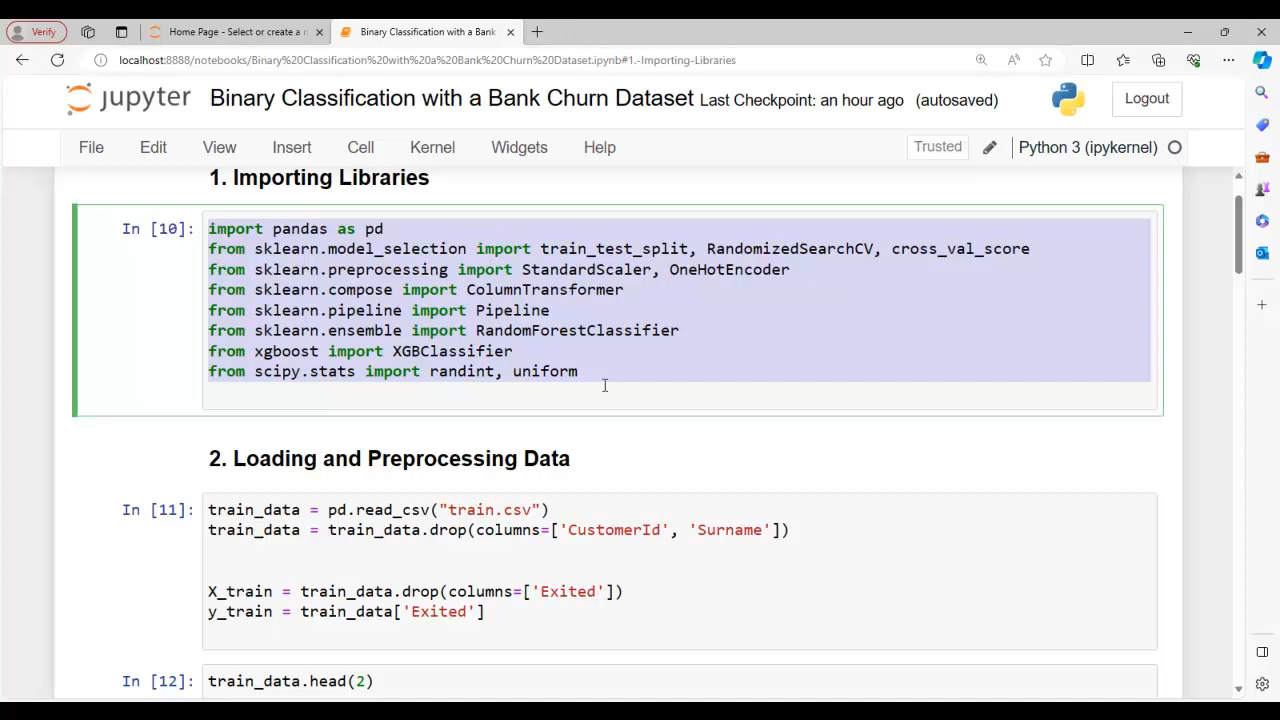 Verify
Home Page - Select or create a n
Binary Classification with a Bank
localhost:8888/notebooks/Binary%20Classification%20with%20a%20Bank%20Churn%20Dataset.ipynb#1.-Importing-Libraries
jupyter Binary Classification with a Bank Churn Dataset Last Checkpoint: an hour ago (autosaved)
Logout
File Edit View Insert Cell Kernel Widgets Help
Trusted
Python 3 (ipykernel)
1. Importing Libraries
In [10]: import pandas as pd
from sklearn.model_selection import train_test_split, RandomizedSearchCV, cross_val_score
from sklearn.preprocessing import StandardScaler, OneHotEncoder
from sklearn.compose import ColumnTransformer
from sklearn.pipeline import Pipeline
from sklearn.ensemble import RandomForestClassifier
from xgboost import XGBClassifier
from scipy.stats import randint, uniform
2. Loading and Preprocessing Data
In [11]: train_data = pd.read_csv("train.csv")
train_data = train_data.drop(columns=['CustomerId', 'Surname'])
X_train = train_data.drop(columns=['Exited'])
y_train = train_data['Exited']
In [12]: train_data.head(2)